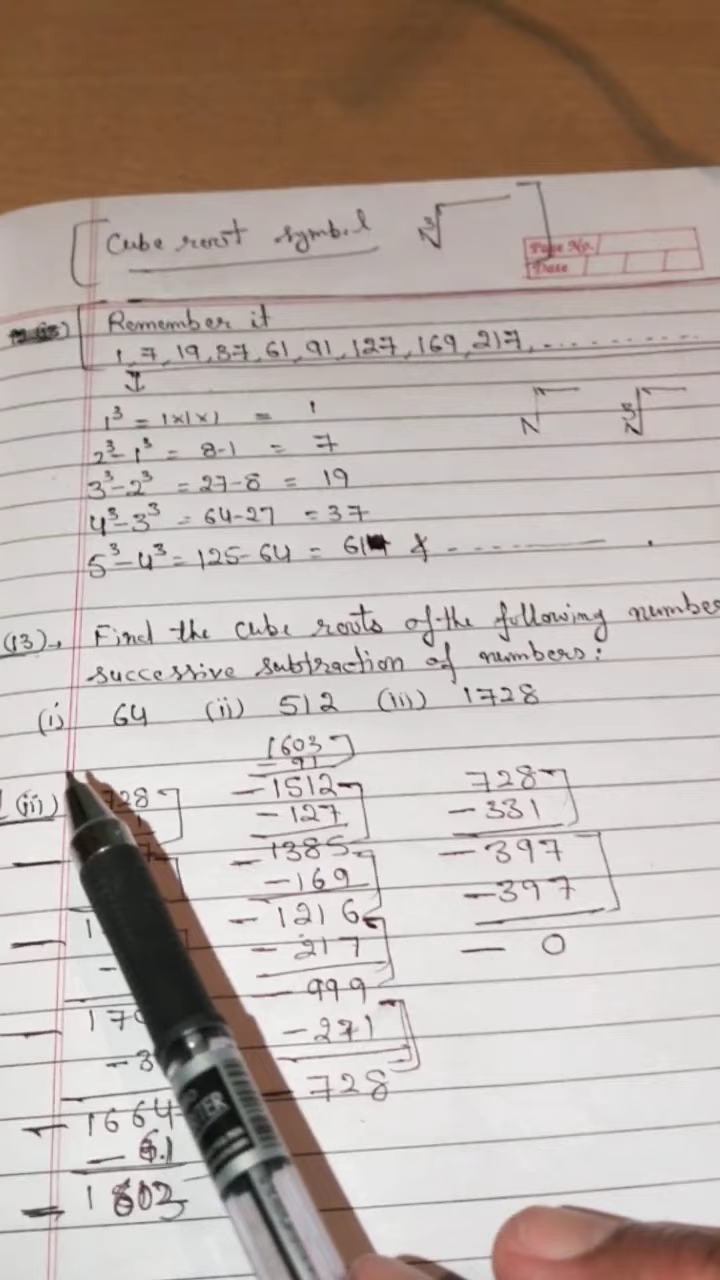 Cube root symbol ∛
Page No.
Date
Remember it
1, 7, 19, 37, 61, 91, 127, 169, 217, ..........
1³ = 1×1×1 = 1
2³-1³ = 8-1 = 7
3³-2³ = 27-8 = 19
4³-3³ = 64-27 = 37
5³-4³ = 125-64 = 61
√ ∛
(13) → Find the cube roots of the following number
successive subtraction of numbers:
(i) 64 (ii) 512 (iii) 1728
(ii)
728
1664
- 61
= 1603
1603
- 91
- 1512
- 127
- 1385
- 169
- 1216
- 217
- 999
- 271
- 728
728
- 331
- 397
- 397
- 0